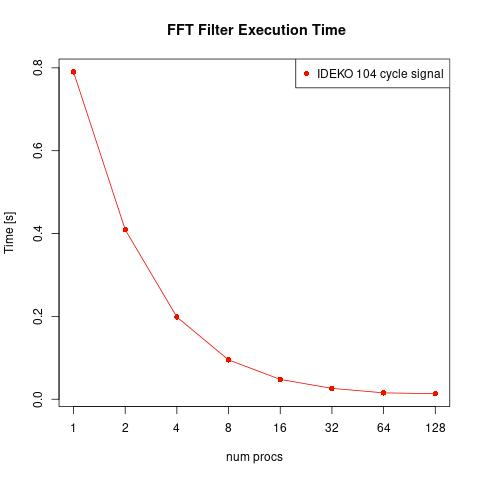 FFT Filter Execution Time
IDEKO 104 cycle signal
Time [s]
0.8
0.6
0.4
0.2
0.0
1 2 4 8 16 32 64 128
num procs